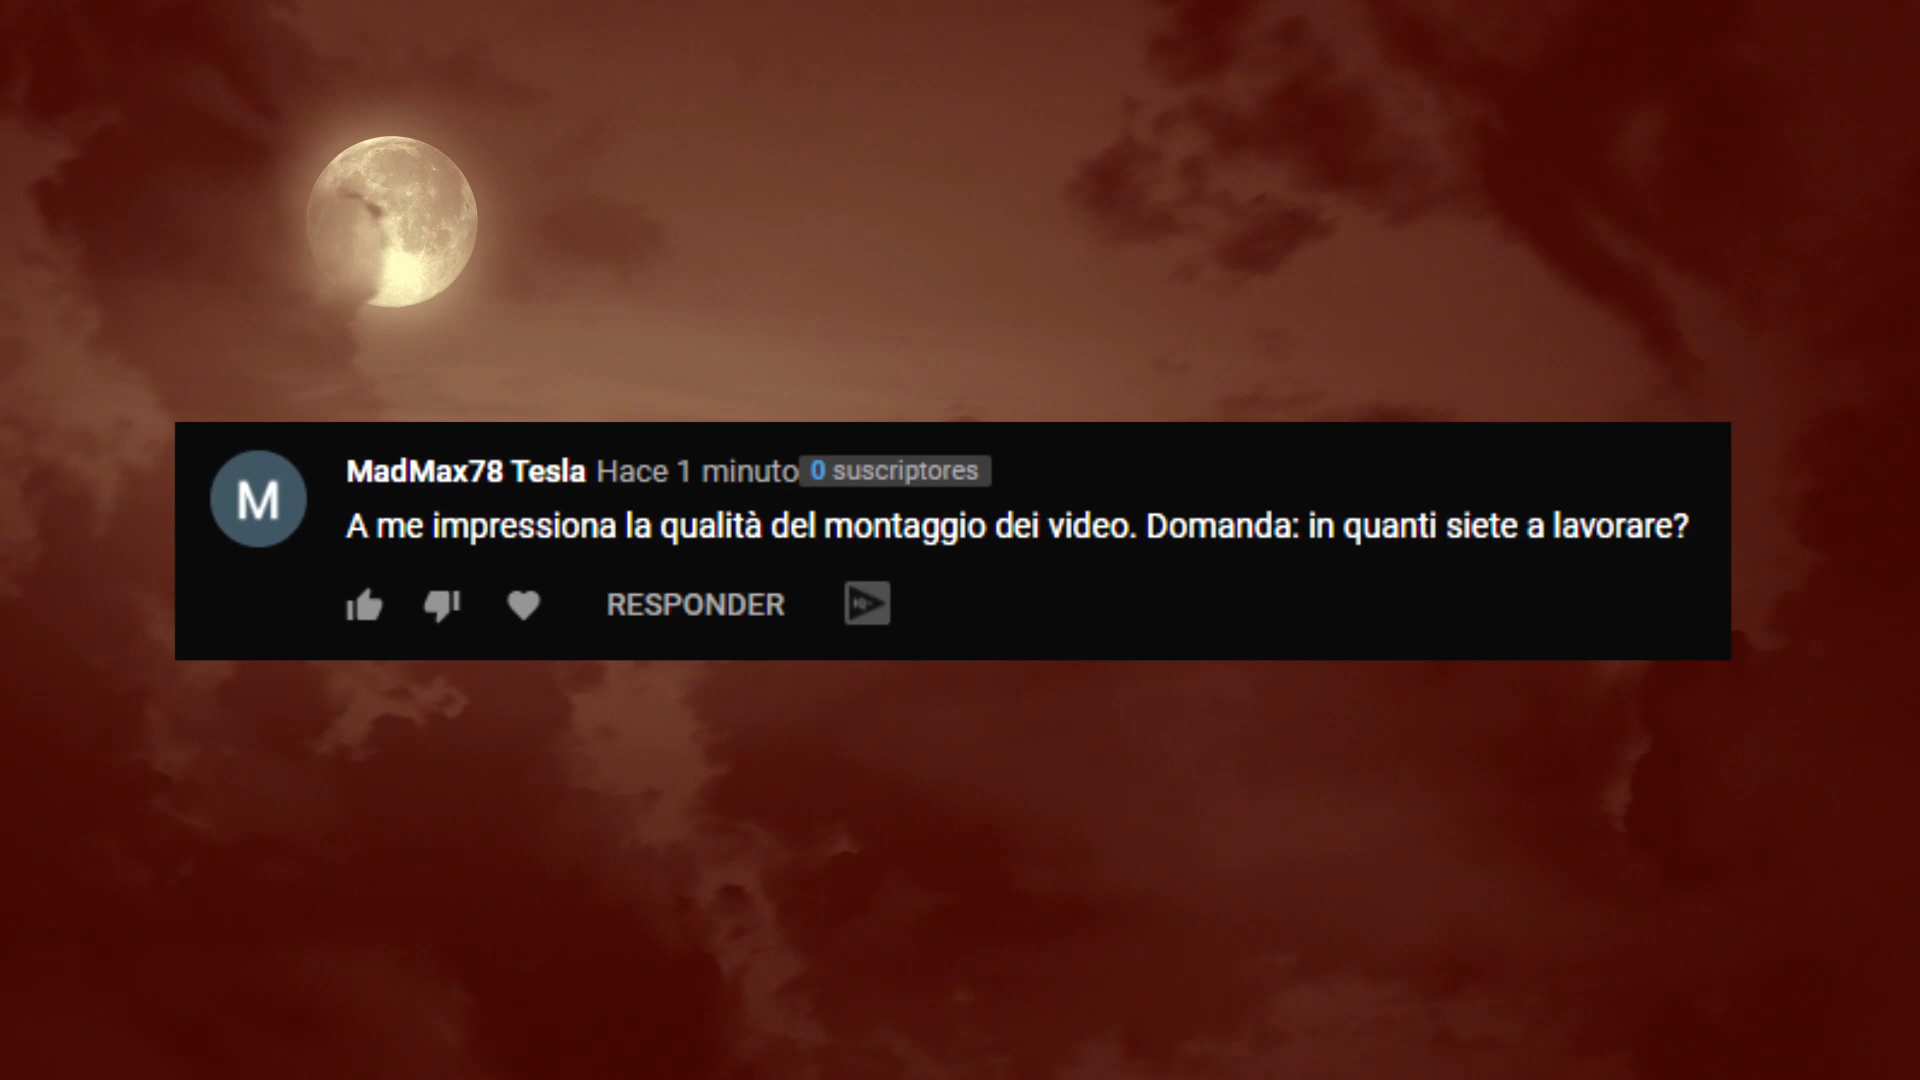 M
MadMax78 Tesla Hace 1 minuto 0 suscriptores
A me impressiona la qualità del montaggio dei video. Domanda: in quanti siete a lavorare?
RESPONDER